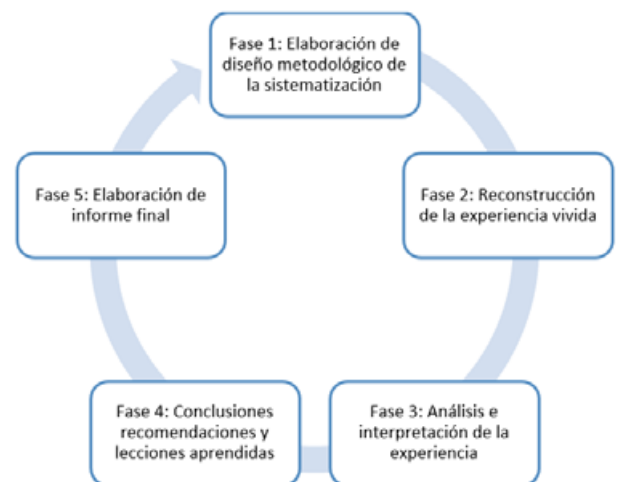 Fase 1: Elaboración de
diseño metodológico de
la sistematización
Fase 2: Reconstrucción
de la experiencia vivida
Fase 3: Análisis e
interpretación de la
experiencia
Fase 4: Conclusiones
recomendaciones y
lecciones aprendidas
Fase 5: Elaboración de
informe final